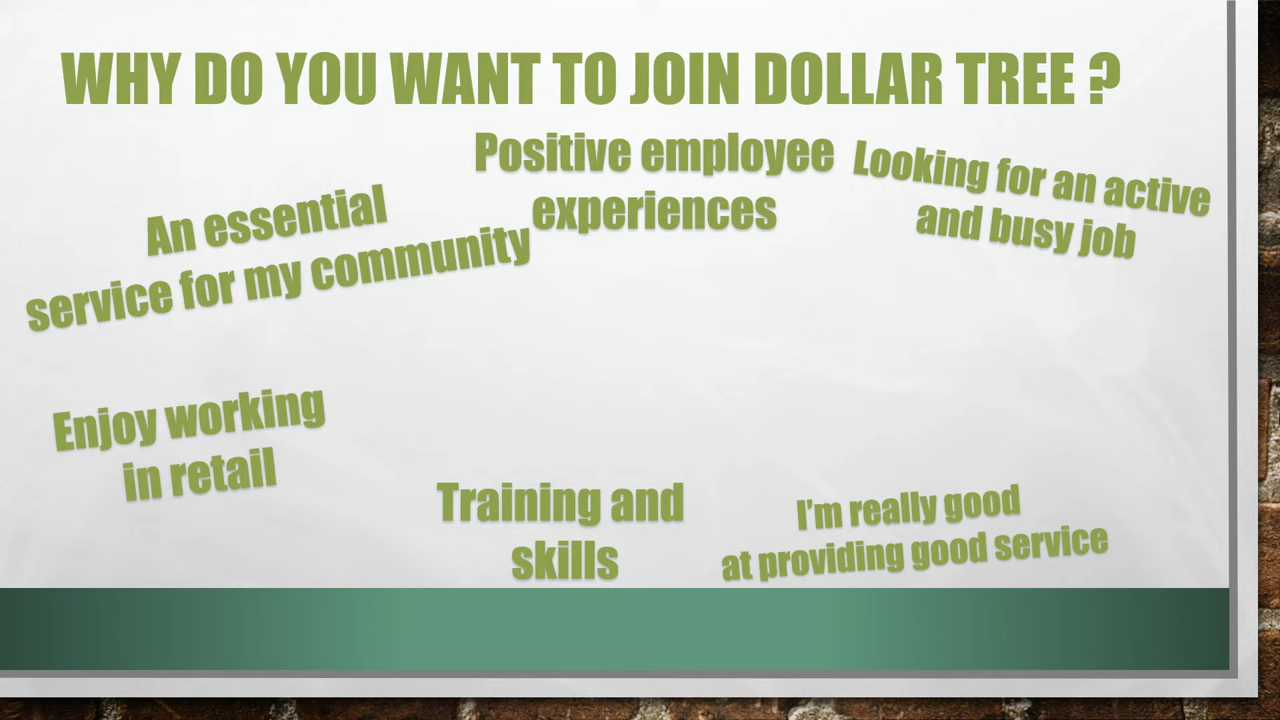 WHY DO YOU WANT TO JOIN DOLLAR TREE ?
An essential
service for my community
Positive employee
experiences
Looking for an active
and busy job
Enjoy working
in retail
Training and
skills
I'm really good
at providing good service